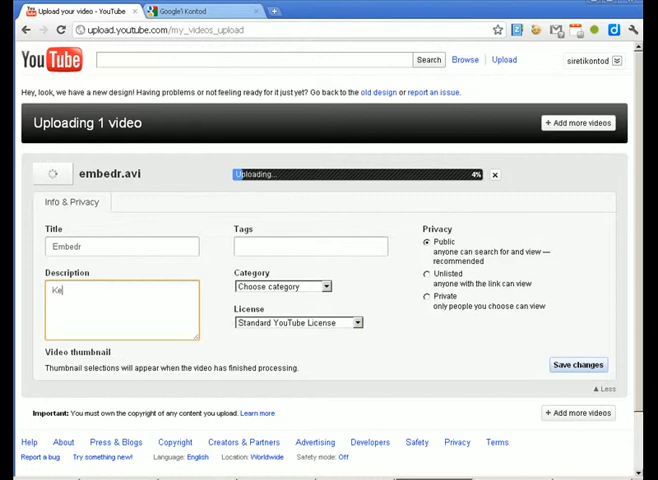 Upload your video - YouTube
Google'i Kontod
upload.youtube.com/my_videos_upload
YouTube
Search
Browse
Upload
siretikontod
Hey, look, we have a new design! Having problems or not feeling ready for it just yet? Go back to the old design or report an issue.
Uploading 1 video
+ Add more videos
embedr.avi
Uploading...
4%
Info & Privacy
Title
Embedr
Tags
Privacy
Public
anyone can search for and view —
recommended
Unlisted
anyone with the link can view
Private
only people you choose can view
Description
Ke
Category
Choose category
License
Standard YouTube License
Video thumbnail
Thumbnail selections will appear when the video has finished processing.
Save changes
Less
Important: You must own the copyright of any content you upload. Learn more
+ Add more videos
Help
About
Press & Blogs
Copyright
Creators & Partners
Advertising
Developers
Safety
Privacy
Terms
Report a bug
Try something new!
Language: English
Location: Worldwide
Safety mode: Off